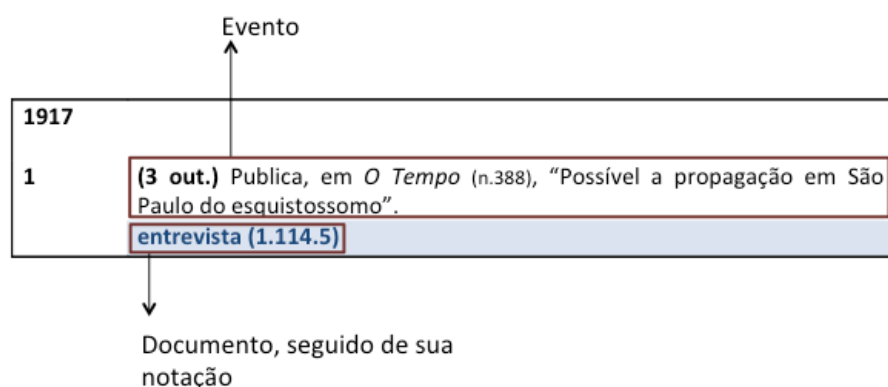 Evento
1917
1 (3 out.) Publica, em O Tempo (n.388), “Possível a propagação em São
Paulo do esquistossomo”.
entrevista (1.114.5)
Documento, seguido de sua
notação